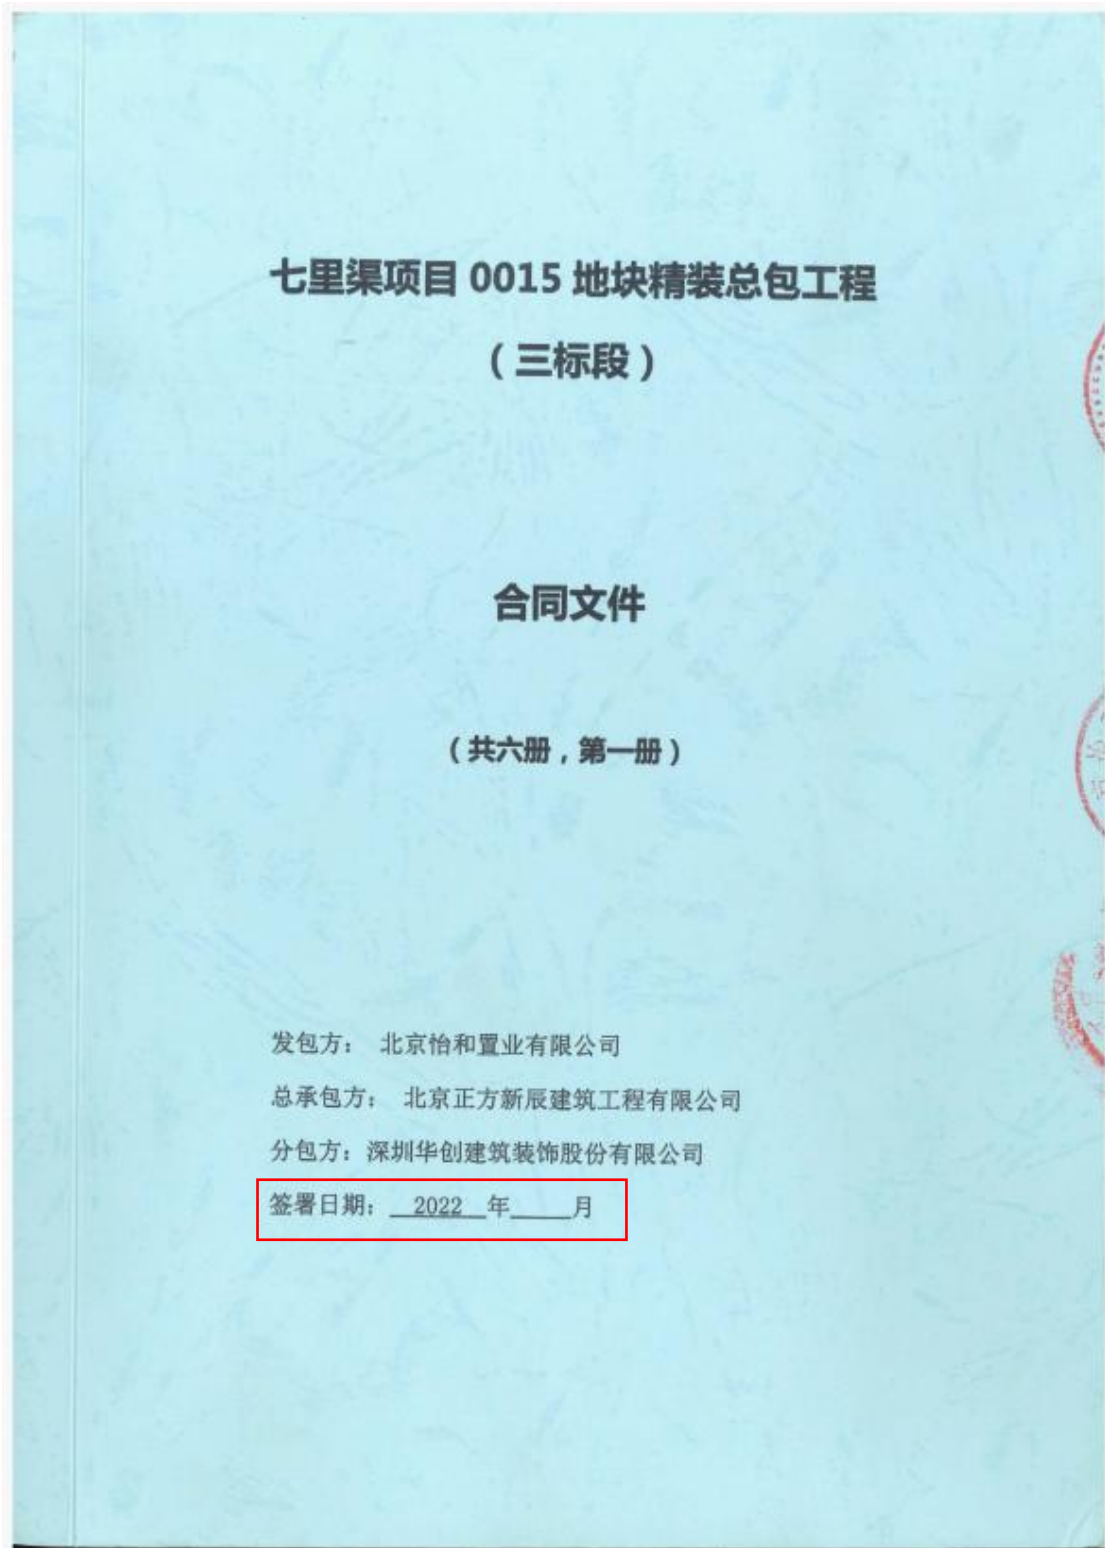 七里渠项目 0015 地块精装总包工程
（三标段）
合同文件
（共六册，第一册）
发包方： 北京怡和置业有限公司
总承包方： 北京正方新辰建筑工程有限公司
分包方：深圳华创建筑装饰股份有限公司
签署日期： 2022 年 月